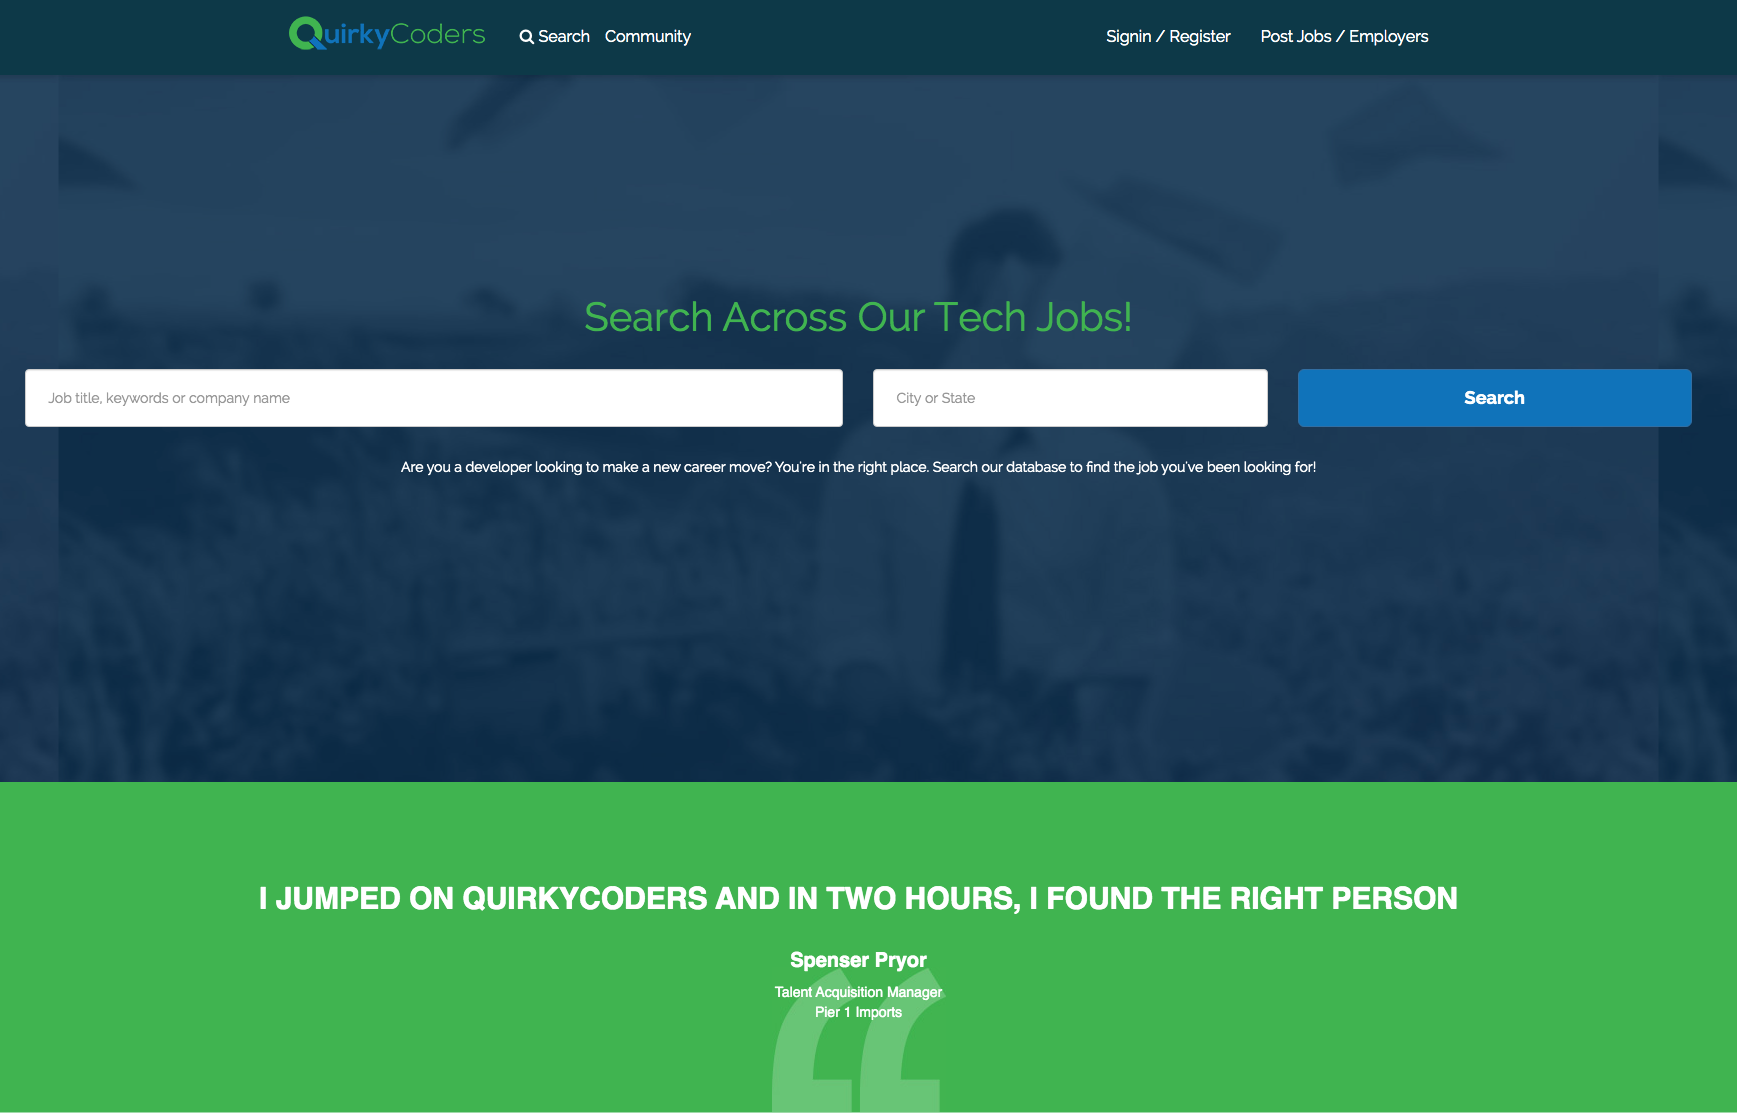 QuirkyCoders
Search
Community
Signin / Register
Post Jobs / Employers
Search Across Our Tech Jobs!
Job title, keywords or company name
City or State
Search
Are you a developer looking to make a new career move? You're in the right place. Search our database to find the job you've been looking for!
I JUMPED ON QUIRKYCODERS AND IN TWO HOURS, I FOUND THE RIGHT PERSON
Spenser Pryor
Talent Acquisition Manager
Pier 1 Imports
“